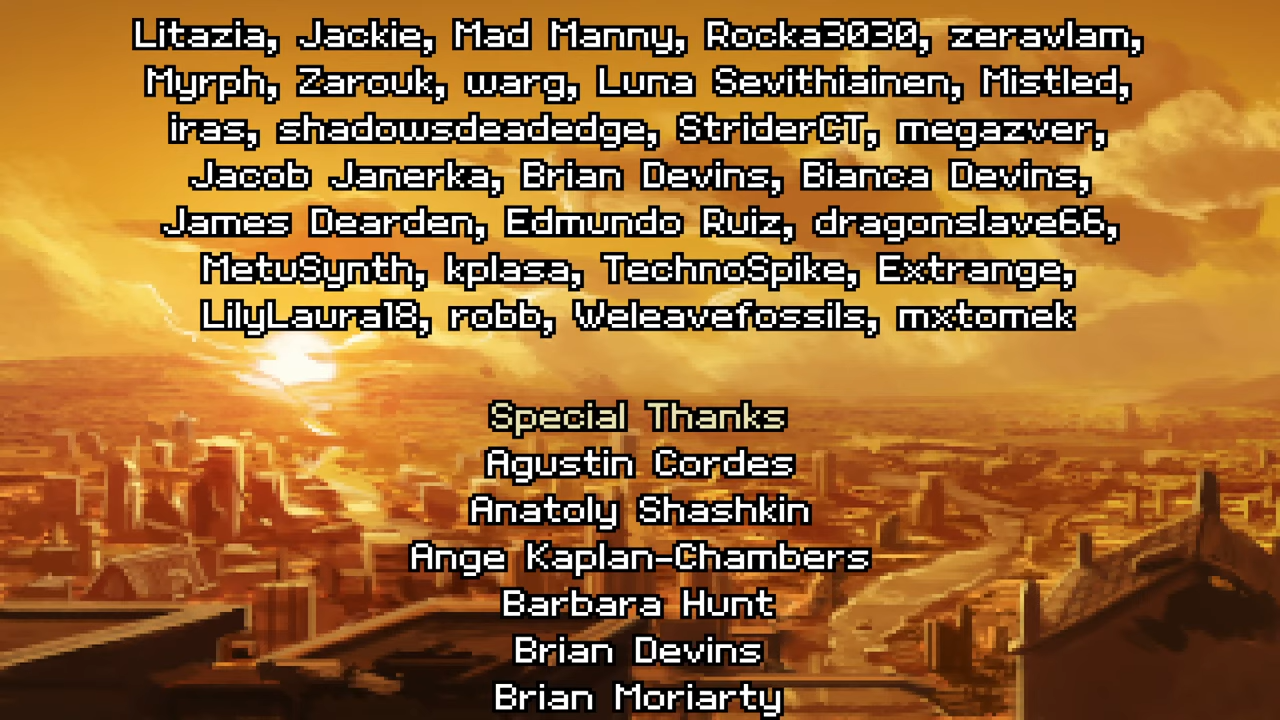 Litazia, Jackie, Mad Manny, Rocka3030, zeravlam,
Myrph, Zarouk, warg, Luna Sevithiainen, Mistled,
iras, shadowsdeadedge, StriderCT, megazver,
Jacob Janerka, Brian Devins, Bianca Devins,
James Dearden, Edmundo Ruiz, dragonslave66,
MetuSynth, kplasa, TechnoSpike, Extrange,
LilyLaura18, robb, Weleavefossils, mxtomek
Special Thanks
Agustin Cordes
Anatoly Shashkin
Ange Kaplan-Chambers
Barbara Hunt
Brian Devins
Brian Moriarty